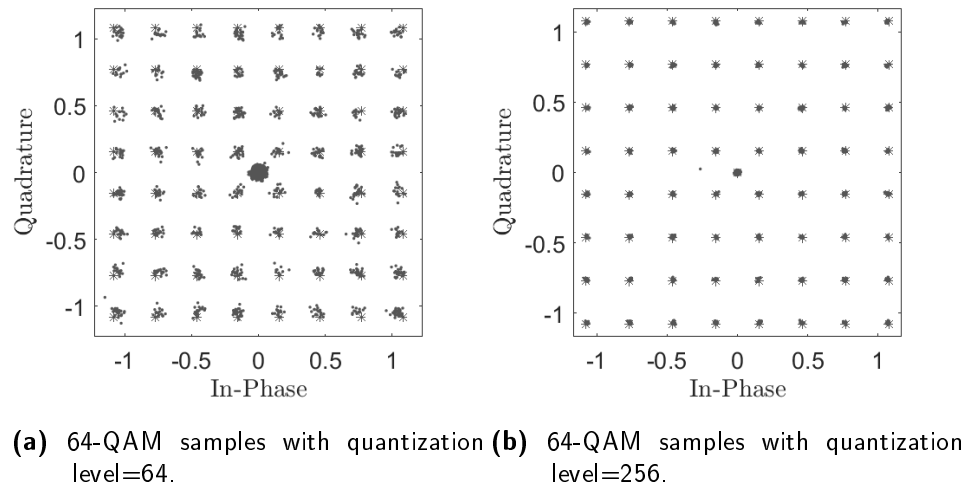 1
0.5
0
-0.5
-1
Quadrature
-1
-0.5
0
0.5
1
In-Phase
1
0.5
0
-0.5
-1
Quadrature
-1
-0.5
0
0.5
1
In-Phase
(a) 64-QAM samples with quantization
level=64.
(b) 64-QAM samples with quantization
level=256.